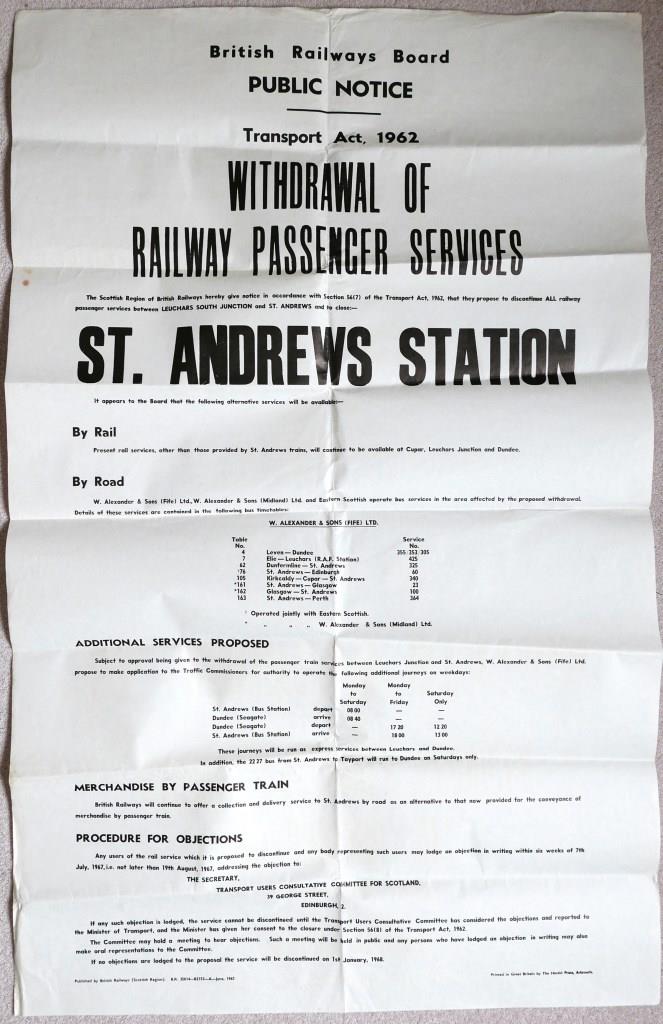 British Railways Board
PUBLIC NOTICE
Transport Act, 1962
WITHDRAWAL OF
RAILWAY PASSENGER SERVICES
The Scottish Region of British Railways hereby give notice in accordance with Section 56(7) of the Transport Act, 1962, that they propose to discontinue ALL railway
passenger services between LEUCHARS SOUTH JUNCTION and ST. ANDREWS and to close:—
ST. ANDREWS STATION
It appears to the Board that the following alternative services will be available:—
By Rail
Present rail services, other than those provided by St. Andrews trains, will continue to be available at Cupar, Leuchars Junction and Dundee.
By Road
W. Alexander & Sons (Fife) Ltd., W. Alexander & Sons (Midland) Ltd. and Eastern Scottish operate bus services in the area affected by the proposed withdrawal.
Details of these services are contained in the following bus timetables:
W. ALEXANDER & SONS (FIFE) LTD.
Table Service
No. No.
4 Leven—Dundee 355/353/305
7 Elie—Leuchars (R.A.F. Station) 425
62 Dunfermline—St. Andrews 325
'76 St. Andrews—Edinburgh 60
105 Kirkcaldy—Cupar—St. Andrews 340
*161 St. Andrews—Glasgow 23
*162 Glasgow—St. Andrews 100
163 St. Andrews—Perth 364
' Operated jointly with Eastern Scottish.
* „ „ „ W. Alexander & Sons (Midland) Ltd.
ADDITIONAL SERVICES PROPOSED
Subject to approval being given to the withdrawal of the passenger train services between Leuchars Junction and St. Andrews, W. Alexander & Sons (Fife) Ltd.
propose to make application to the Traffic Commissioners for authority to operate the following additional journeys on weekdays:
Monday Monday
to to Saturday
Saturday Friday Only
St. Andrews (Bus Station) depart 08 00 — —
Dundee (Seagate) arrive 08 40 — —
Dundee (Seagate) depart — 17 20 12 20
St. Andrews (Bus Station) arrive — 18 00 13 00
These journeys will be run as express services between Leuchars and Dundee.
In addition, the 22 27 bus from St. Andrews to Tayport will run to Dundee on Saturdays only.
MERCHANDISE BY PASSENGER TRAIN
British Railways will continue to offer a collection and delivery service to St. Andrews by road as an alternative to that now provided for the conveyance of
merchandise by passenger train.
PROCEDURE FOR OBJECTIONS
Any users of the rail service which it is proposed to discontinue and any body representing such users may lodge an objection in writing within six weeks of 7th
July, 1967, i.e. not later than 19th August, 1967, addressing the objection to:
THE SECRETARY,
TRANSPORT USERS CONSULTATIVE COMMITTEE FOR SCOTLAND,
39 GEORGE STREET,
EDINBURGH, 2.
If any such objection is lodged, the service cannot be discontinued until the Transport Users Consultative Committee has considered the objections and reported to
the Minister of Transport, and the Minister has given her consent to the closure under Section 56(8) of the Transport Act, 1962.
The Committee may hold a meeting to hear objections. Such a meeting will be held in public and any persons who have lodged an objection in writing may also
make oral representations to the Committee.
If no objections are lodged to the proposal the service will be discontinued on 1st January, 1968.
Published by British Railways (Scottish Region). June, 1967
Printed in Great Britain by The Herald Press, Arbroath.